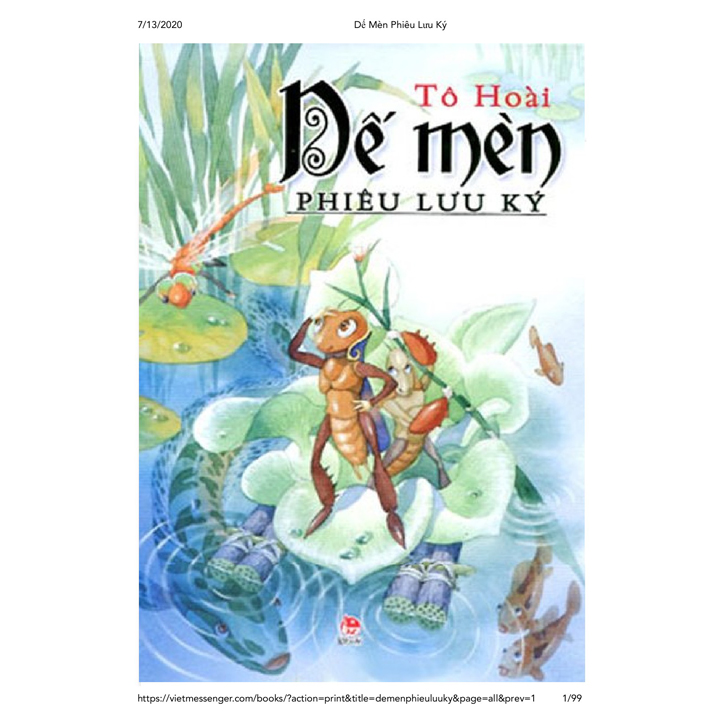 7/13/2020 Dế Mèn Phiêu Lưu Ký
Tô Hoài
Dế mèn
PHIÊU LƯU KÝ
https://vietmessenger.com/books/?action=print&title=demenphieuluuky&page=all&prev=1 1/99